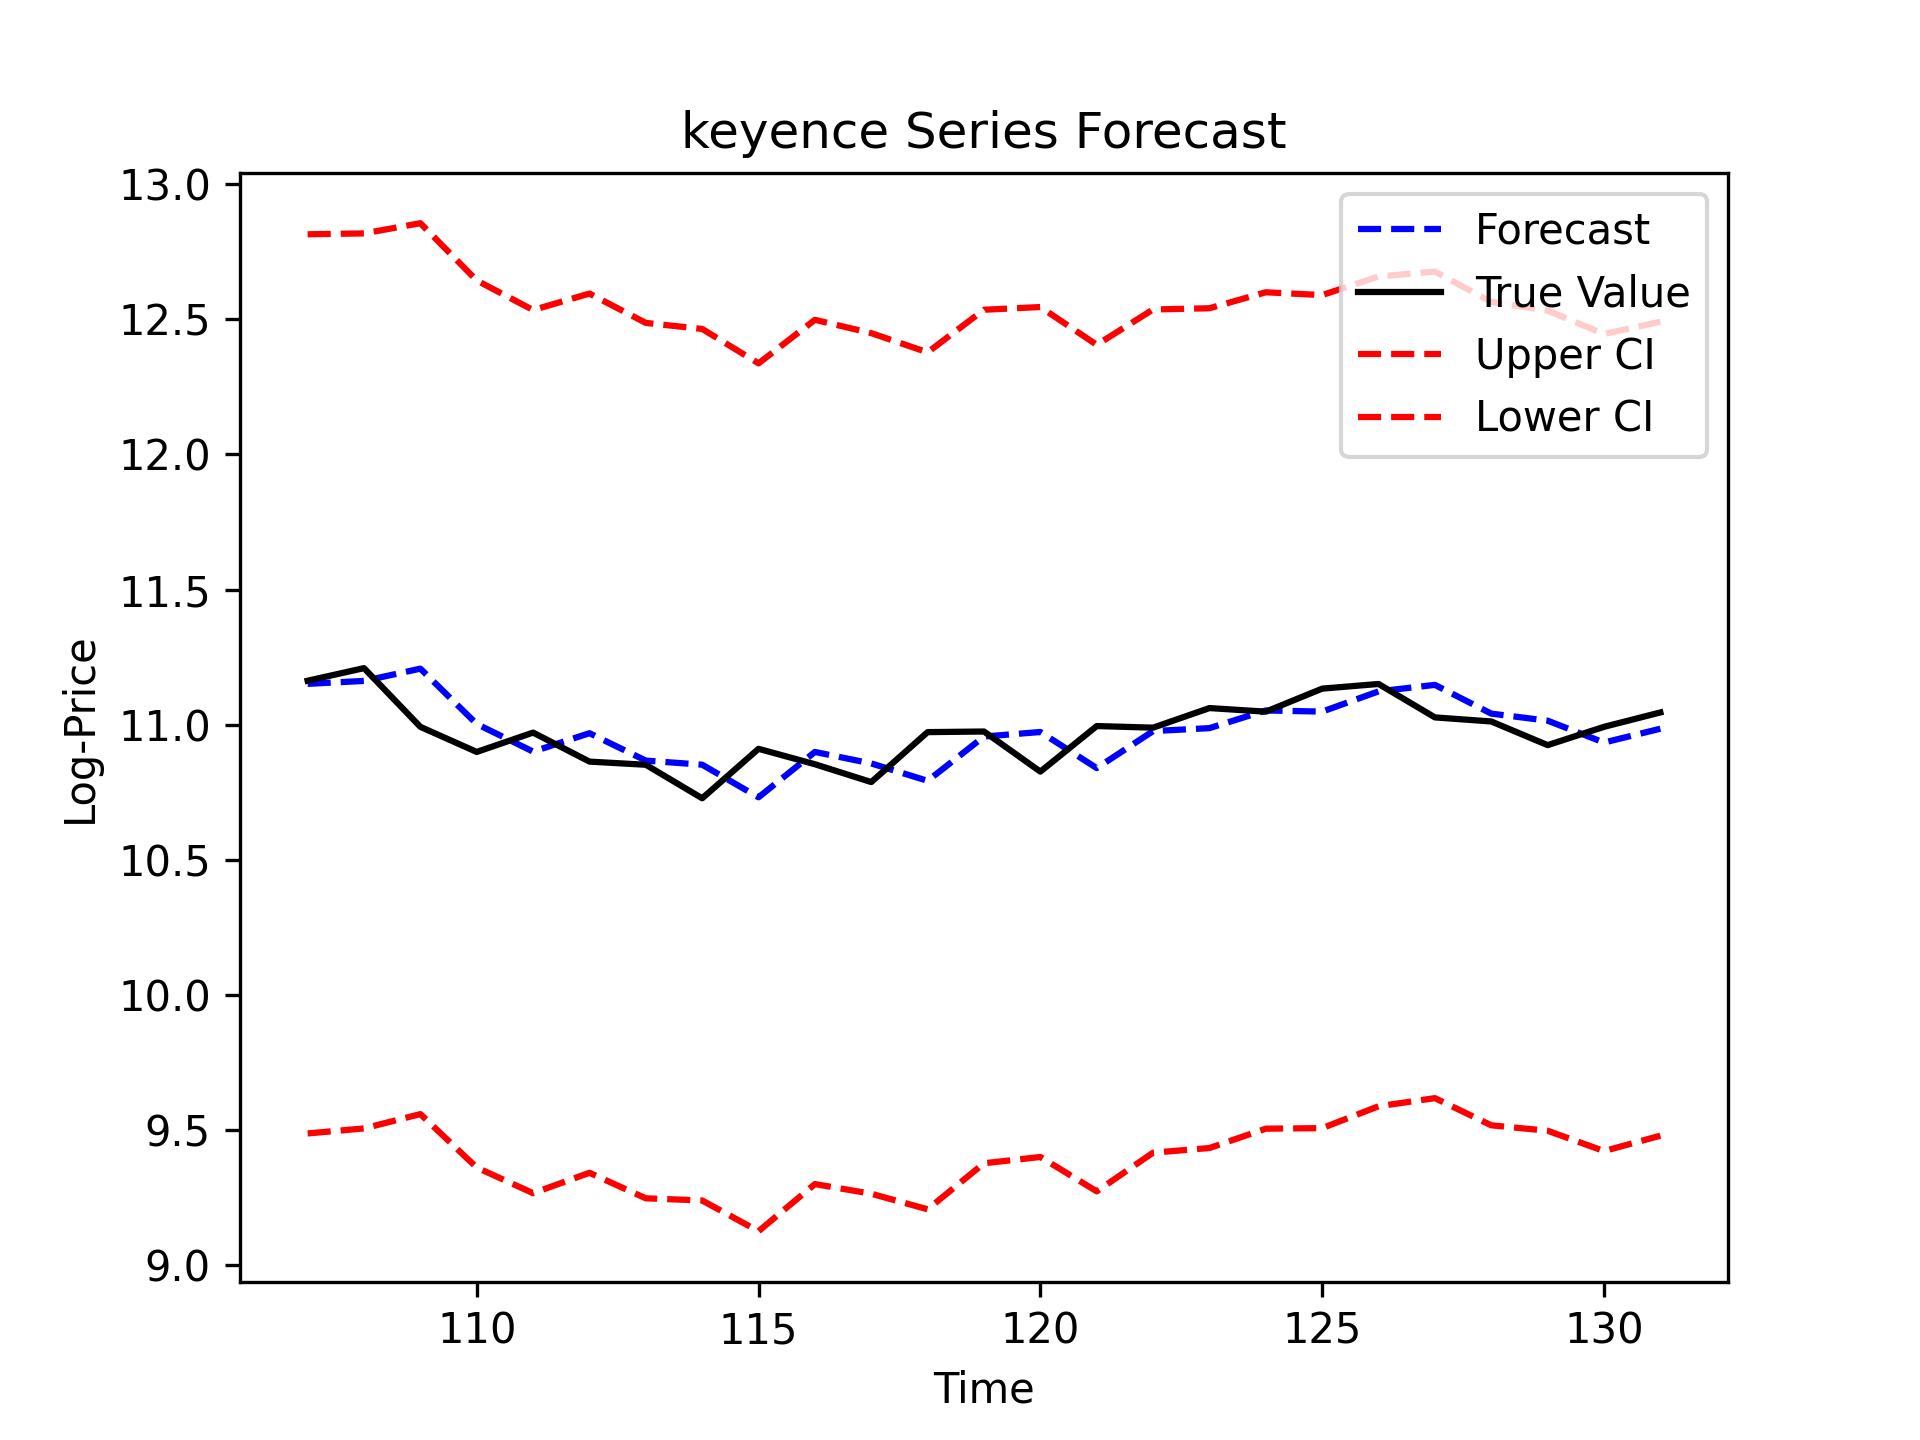 keyence Series Forecast
13.0
12.5
12.0
11.5
11.0
10.5
10.0
9.5
9.0
Log-Price
Forecast
True Value
Upper CI
Lower CI
110
115
120
125
130
Time